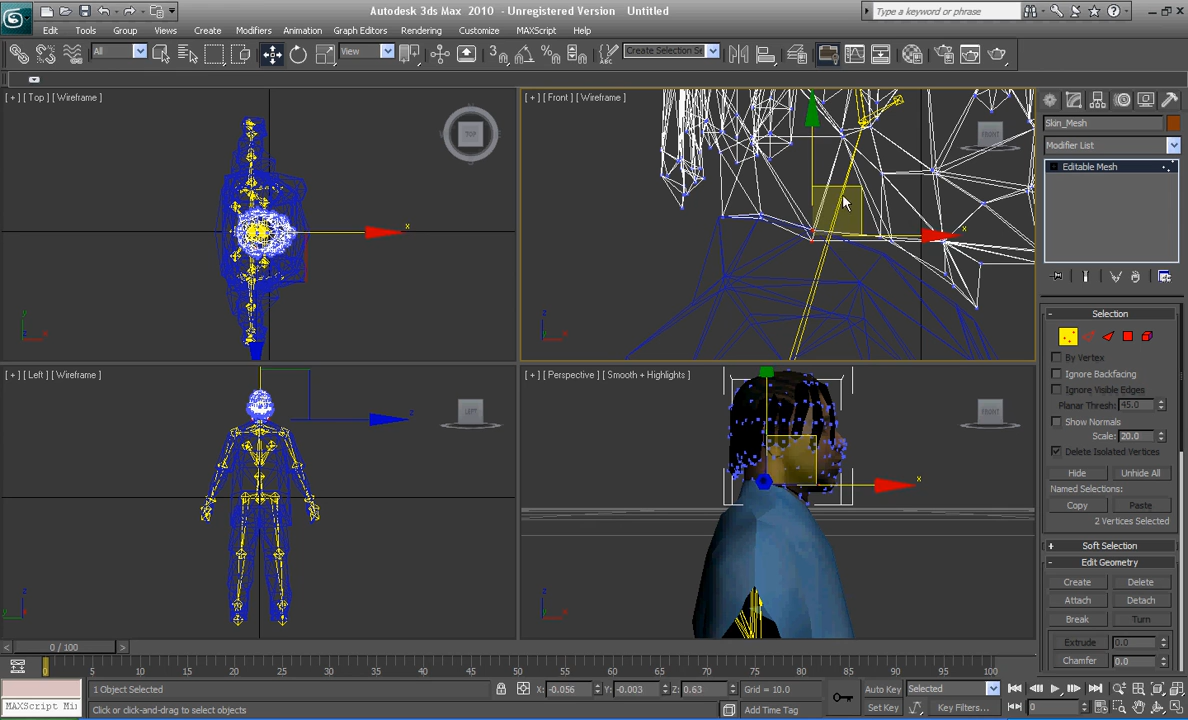 Autodesk 3ds Max 2010 - Unregistered Version Untitled
Type a keyword or phrase
Edit Tools Group Views Create Modifiers Animation Graph Editors Rendering Customize MAXScript Help
All View Create Selection Se
[ + ] [ Top ] [ Wireframe ]
TOP
[ + ] [ Front ] [ Wireframe ]
FRONT
x
y
x
z
x
[ + ] [ Left ] [ Wireframe ]
LEFT
z
[ + ] [ Perspective ] [ Smooth + Highlights ]
FRONT
x
z
y
z
x
Skin_Mesh
Modifier List
Editable Mesh
- Selection
By Vertex
Ignore Backfacing
Ignore Visible Edges
Planar Thresh: 45.0
Show Normals
Scale: 20.0
Delete Isolated Vertices
Hide Unhide All
Named Selections:
Copy Paste
2 Vertices Selected
+ Soft Selection
- Edit Geometry
Create Delete
Attach Detach
Break Turn
Extrude 0.0
Chamfer 0.0
< 0 / 100 >
0 5 10 15 20 25 30 35 40 45 50 55 60 65 70 75 80 85 90 95 100
1 Object Selected X: -0.056 Y: -0.003 Z: 0.63 Grid = 10.0 Auto Key Selected
MAXScript Mi Click or click-and-drag to select objects Add Time Tag Set Key Key Filters... 0